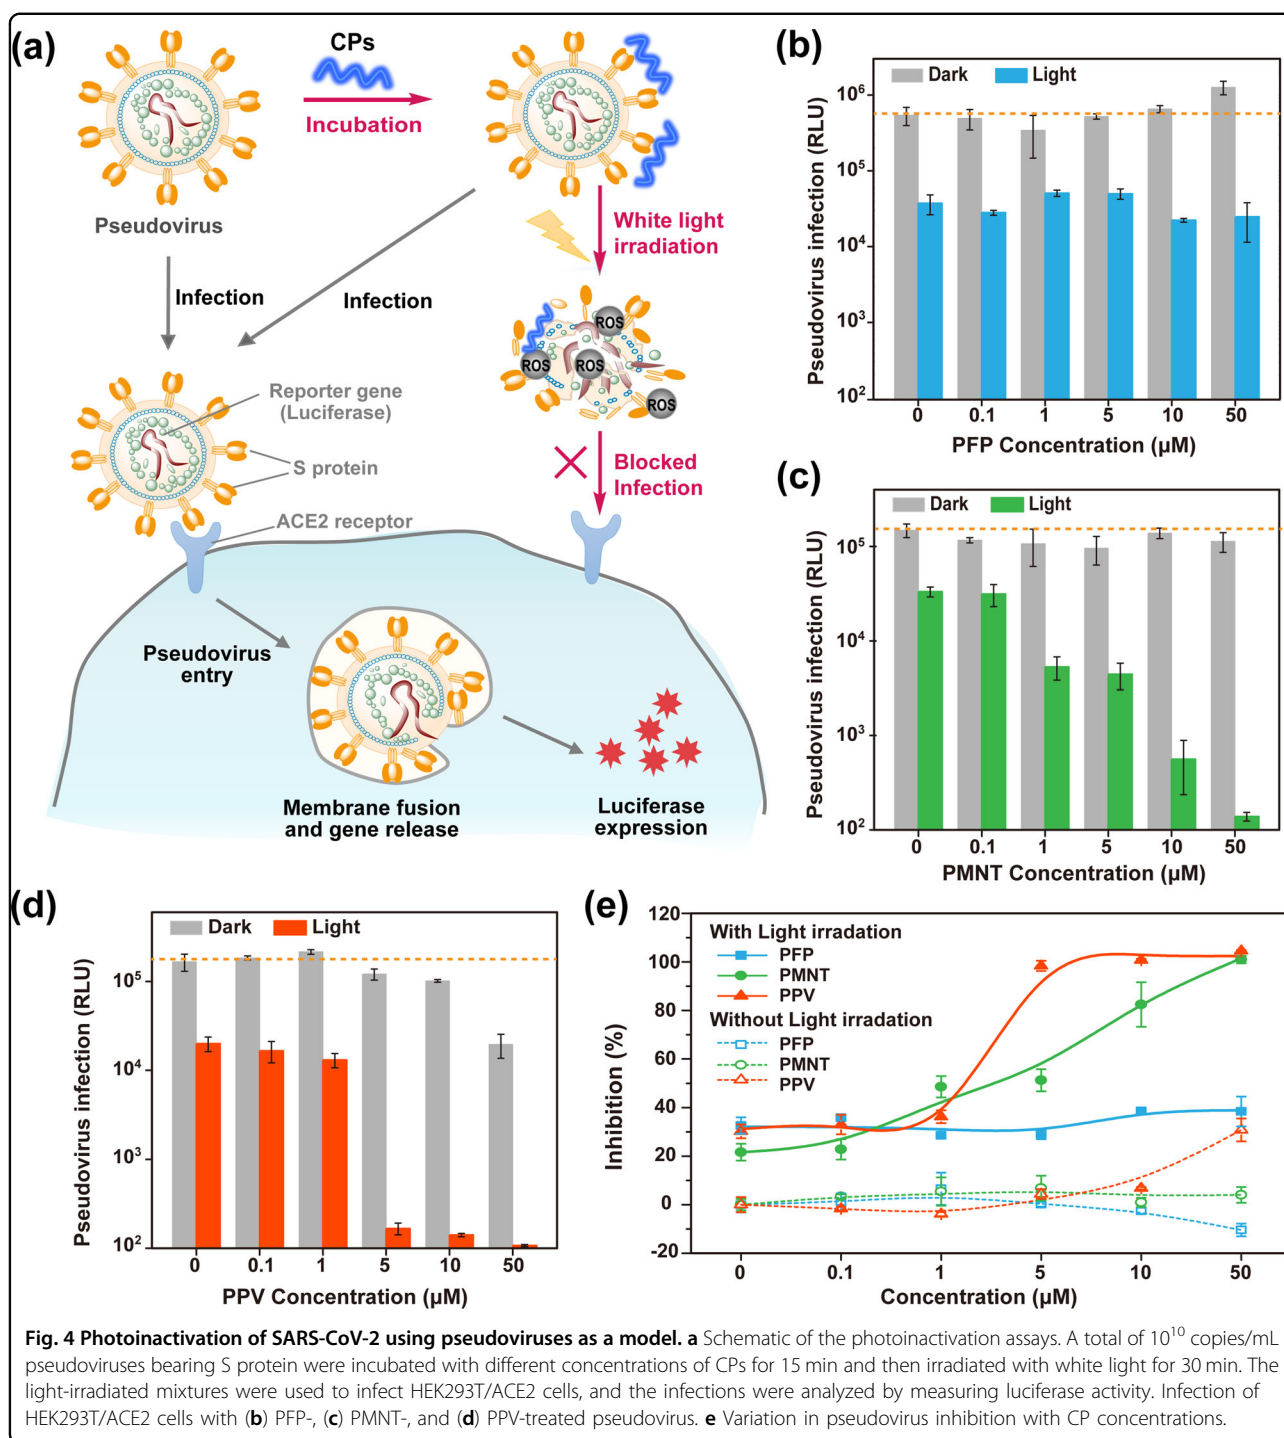 (a)
CPs
Incubation
Pseudovirus
White light
irradiation
Infection
Infection
ROS
ROS
ROS
ROS
Reporter gene
(Luciferase)
S protein
ACE2 receptor
Blocked
Infection
Pseudovirus
entry
Membrane fusion
and gene release
Luciferase
expression
(b)
Dark Light
Pseudovirus infection (RLU)
10⁶
10⁵
10⁴
10³
10²
0 0.1 1 5 10 50
PFP Concentration (μM)
(c)
Dark Light
Pseudovirus infection (RLU)
10⁵
10⁴
10³
10²
0 0.1 1 5 10 50
PMNT Concentration (μM)
(d)
Dark Light
Pseudovirus infection (RLU)
10⁵
10⁴
10³
10²
0 0.1 1 5 10 50
PPV Concentration (μM)
(e)
With Light irradation
PFP
PMNT
PPV
Without Light irradation
PFP
PMNT
PPV
Inhibition (%)
120
100
80
60
40
20
0
-20
0 0.1 1 5 10 50
Concentration (μM)
Fig. 4 Photoinactivation of SARS-CoV-2 using pseudoviruses as a model. a Schematic of the photoinactivation assays. A total of 10¹⁰ copies/mL
pseudoviruses bearing S protein were incubated with different concentrations of CPs for 15 min and then irradiated with white light for 30 min. The
light-irradiated mixtures were used to infect HEK293T/ACE2 cells, and the infections were analyzed by measuring luciferase activity. Infection of
HEK293T/ACE2 cells with (b) PFP-, (c) PMNT-, and (d) PPV-treated pseudovirus. e Variation in pseudovirus inhibition with CP concentrations.